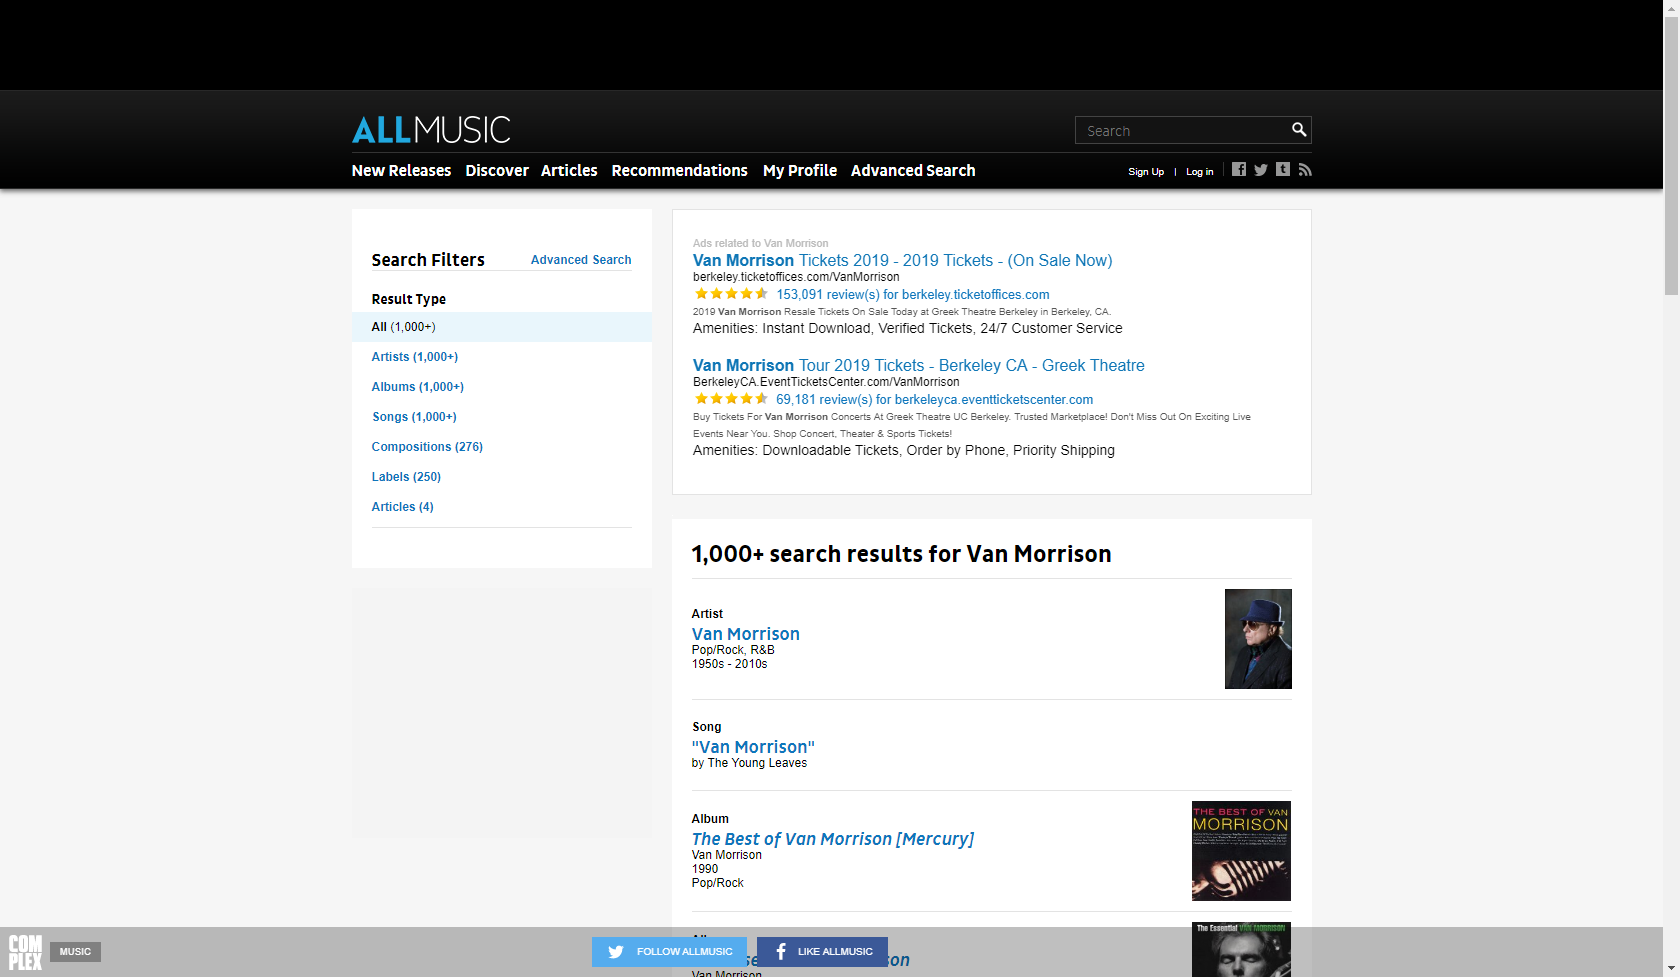 ALLMUSIC
Search
New Releases Discover Articles Recommendations My Profile Advanced Search
Sign Up | Log in
Search Filters Advanced Search
Result Type
All (1,000+)
Artists (1,000+)
Albums (1,000+)
Songs (1,000+)
Compositions (276)
Labels (250)
Articles (4)
Ads related to Van Morrison
Van Morrison Tickets 2019 - 2019 Tickets - (On Sale Now)
berkeley.ticketoffices.com/VanMorrison
153,091 review(s) for berkeley.ticketoffices.com
2019 Van Morrison Resale Tickets On Sale Today at Greek Theatre Berkeley in Berkeley, CA.
Amenities: Instant Download, Verified Tickets, 24/7 Customer Service
Van Morrison Tour 2019 Tickets - Berkeley CA - Greek Theatre
BerkeleyCA.EventTicketsCenter.com/VanMorrison
69,181 review(s) for berkeleyca.eventticketscenter.com
Buy Tickets For Van Morrison Concerts At Greek Theatre UC Berkeley. Trusted Marketplace! Don't Miss Out On Exciting Live
Events Near You. Shop Concert, Theater & Sports Tickets!
Amenities: Downloadable Tickets, Order by Phone, Priority Shipping
1,000+ search results for Van Morrison
Artist
Van Morrison
Pop/Rock, R&B
1950s - 2010s
Song
"Van Morrison"
by The Young Leaves
Album
The Best of Van Morrison [Mercury]
Van Morrison
1990
Pop/Rock
THE BEST OF VAN
MORRISON
The Essential VAN MORRISON
Van Morrison
COM
PLEX
MUSIC
FOLLOW ALLMUSIC
LIKE ALLMUSIC